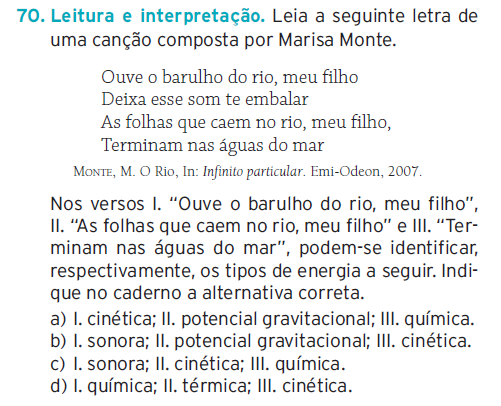 70. Leitura e interpretação. Leia a seguinte letra de
uma canção composta por Marisa Monte.
Ouve o barulho do rio, meu filho
Deixa esse som te embalar
As folhas que caem no rio, meu filho,
Terminam nas águas do mar
MONTE, M. O Rio, In: Infinito particular. Emi-Odeon, 2007.
Nos versos I. “Ouve o barulho do rio, meu filho”,
II. “As folhas que caem no rio, meu filho” e III. “Ter-
minam nas águas do mar”, podem-se identificar,
respectivamente, os tipos de energia a seguir. Indi-
que no caderno a alternativa correta.
a) I. cinética; II. potencial gravitacional; III. química.
b) I. sonora; II. potencial gravitacional; III. cinética.
c) I. sonora; II. cinética; III. química.
d) I. química; II. térmica; III. cinética.